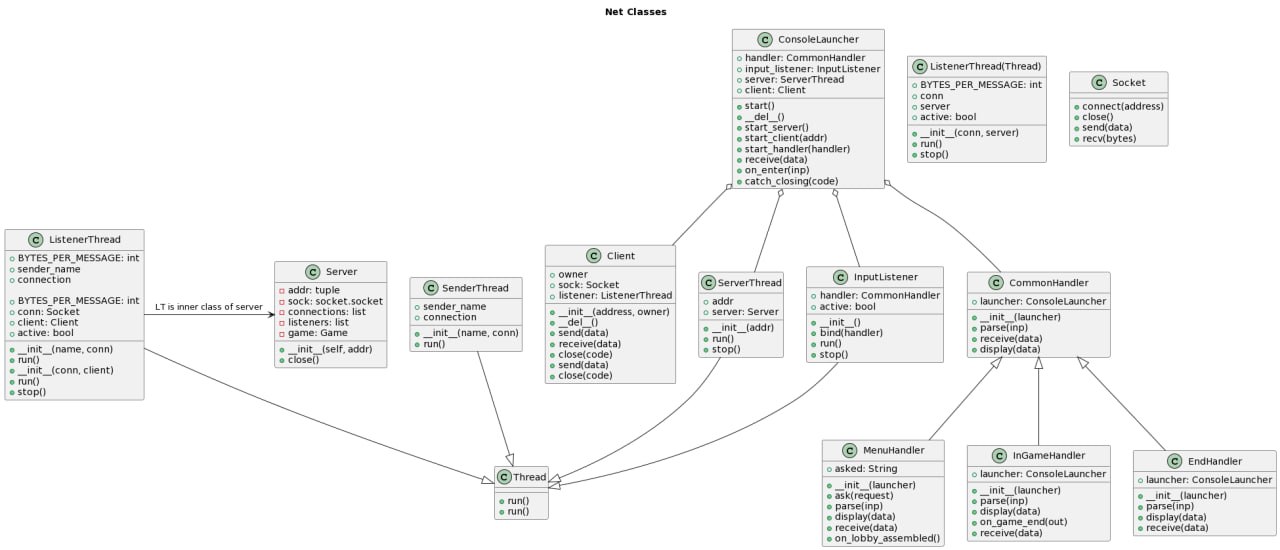 Net Classes
C ConsoleLauncher
handler: CommonHandler
input_listener: InputListener
server: ServerThread
client: Client
start()
__del__()
start_server()
start_client(addr)
start_handler(handler)
receive(data)
on_enter(inp)
catch_closing(code)
C ListenerThread(Thread)
BYTES_PER_MESSAGE: int
conn
server
active: bool
__init__(conn, server)
run()
stop()
C Socket
connect(address)
close()
send(data)
recv(bytes)
C ListenerThread
BYTES_PER_MESSAGE: int
sender_name
connection
BYTES_PER_MESSAGE: int
conn: Socket
client: Client
active: bool
__init__(name, conn)
run()
__init__(conn, client)
run()
stop()
LT is inner class of server
C Server
addr: tuple
sock: socket.socket
connections: list
listeners: list
game: Game
__init__(self, addr)
close()
C SenderThread
sender_name
connection
__init__(name, conn)
run()
C Client
owner
sock: Socket
listener: ListenerThread
__init__(address, owner)
__del__()
send(data)
receive(data)
close(code)
send(data)
close(code)
C ServerThread
addr
server: Server
__init__(addr)
run()
stop()
C InputListener
handler: CommonHandler
active: bool
__init__()
bind(handler)
run()
stop()
C CommonHandler
launcher: ConsoleLauncher
__init__(launcher)
parse(inp)
receive(data)
display(data)
C Thread
run()
run()
C MenuHandler
asked: String
__init__(launcher)
ask(request)
parse(inp)
display(data)
receive(data)
on_lobby_assembled()
C InGameHandler
launcher: ConsoleLauncher
__init__(launcher)
parse(inp)
display(data)
on_game_end(out)
receive(data)
C EndHandler
launcher: ConsoleLauncher
__init__(launcher)
parse(inp)
display(data)
receive(data)